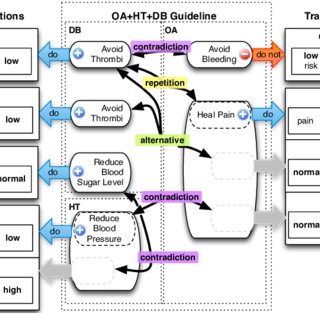 tions
OA+HT+DB Guideline
Tra
DB
OA
low
do
Avoid
Thrombi
contradiction
Avoid
Bleeding
do not
low
risk
repetition
low
do
Avoid
Thrombi
Heal Pain
do
pain
alternative
normal
do
Reduce
Blood
Sugar Level
norma
HT
contradiction
low
do
Reduce
Blood
Pressure
norma
contradiction
high